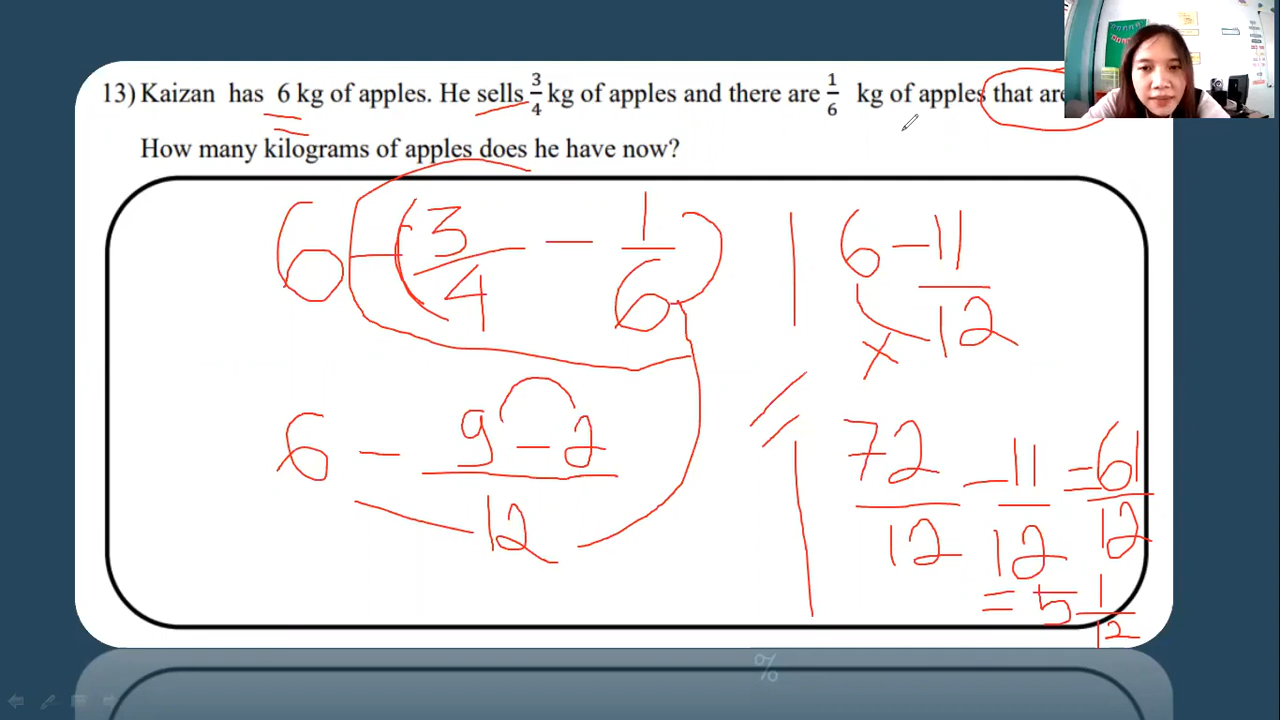 13) Kaizan has 6 kg of apples. He sells 3/4 kg of apples and there are 1/6 kg of apples that are
How many kilograms of apples does he have now?
6 - (3/4 - 1/6)
6 - 11/12
6 - 9 - 2/12
= 72/12 - 11/12 = 61/12
= 5 1/12
%